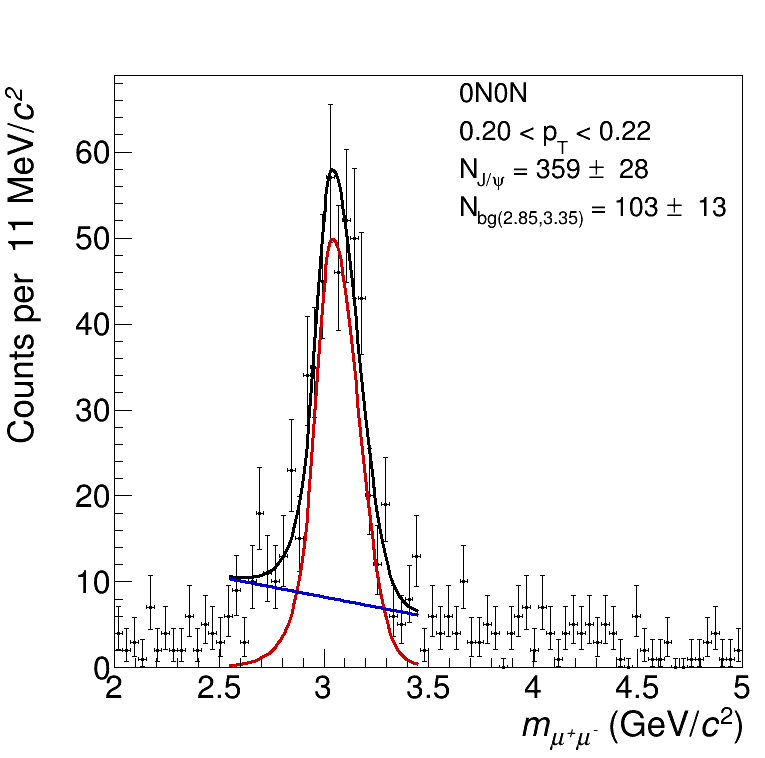 0N0N
0.20 < p_T < 0.22
N_J/ψ = 359 ± 28
N_bg(2.85,3.35) = 103 ± 13
Counts per 11 MeV/c²
60
50
40
30
20
10
0
2 2.5 3 3.5 4 4.5 5
m_μ⁺μ⁻ (GeV/c²)